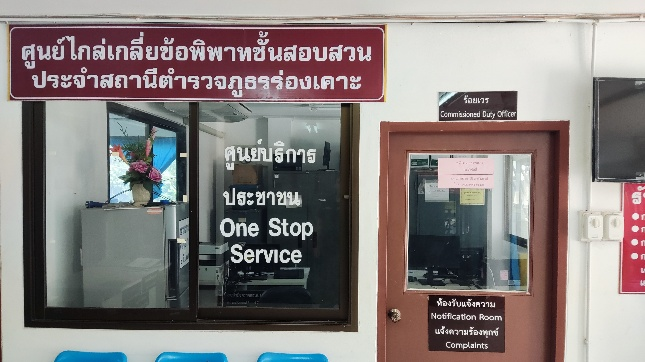 ศูนย์ไกล่เกลี่ยข้อพิพาทชั้นสอบสวน
ประจำสถานีตำรวจภูธรร่องเคาะ
ร้อยเวร
Commissioned Duty Officer
ศูนย์บริการ
ประชาชน
One Stop
Service
ห้องรับแจ้งความ
Notification Room
แจ้งความร้องทุกข์
Complaints